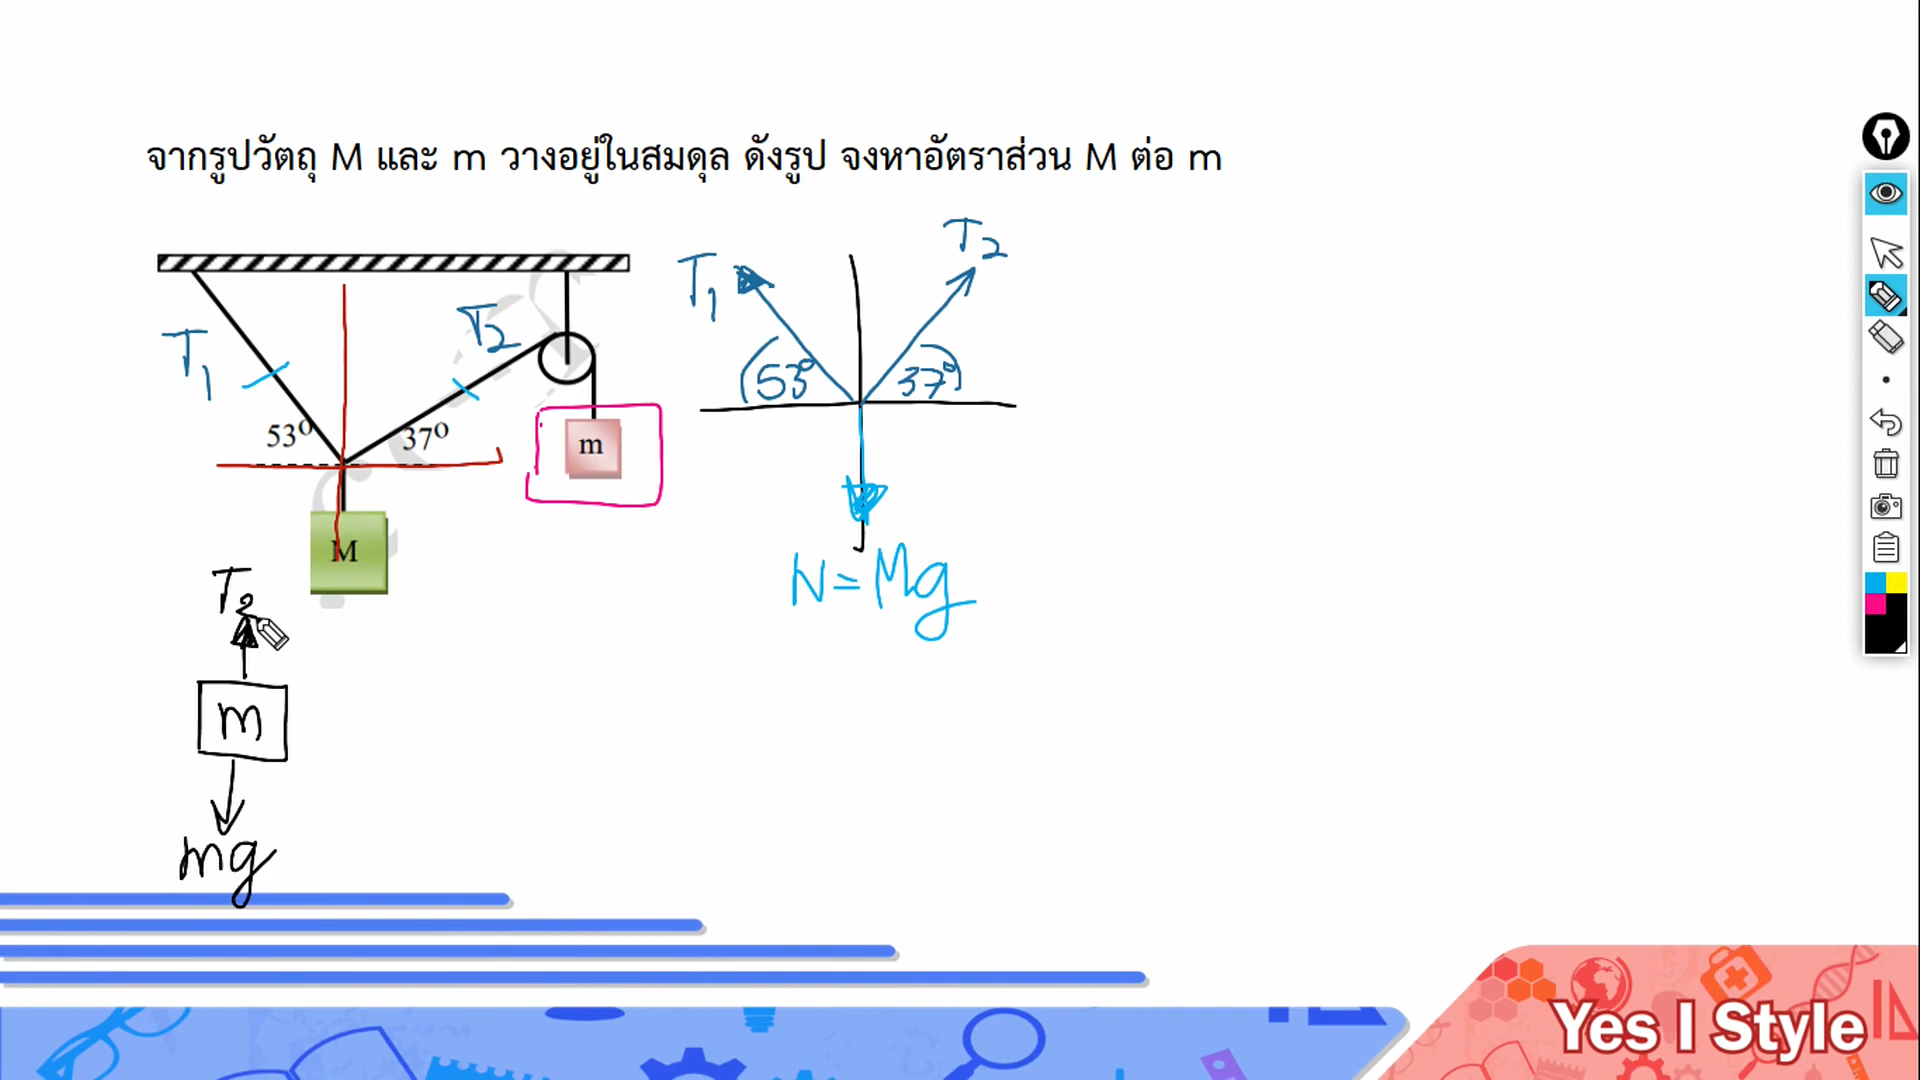 จากรูปวัตถุ M และ m วางอยู่ในสมดุล ดังรูป จงหาอัตราส่วน M ต่อ m
T1
T2
53⁰
37⁰
m
M
T1
T2
53°
37°
N=Mg
T2
m
mg
Yes I Style